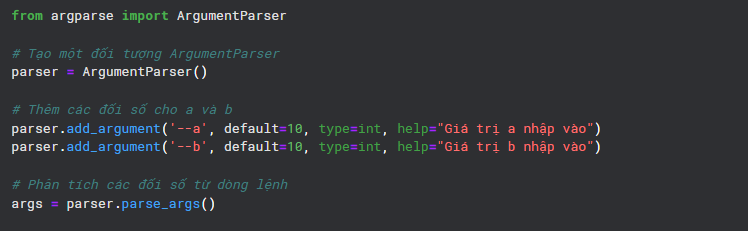 from argparse import ArgumentParser
# Tạo một đối tượng ArgumentParser
parser = ArgumentParser()
# Thêm các đối số cho a và b
parser.add_argument('--a', default=10, type=int, help="Giá trị a nhập vào")
parser.add_argument('--b', default=10, type=int, help="Giá trị b nhập vào")
# Phân tích các đối số từ dòng lệnh
args = parser.parse_args()